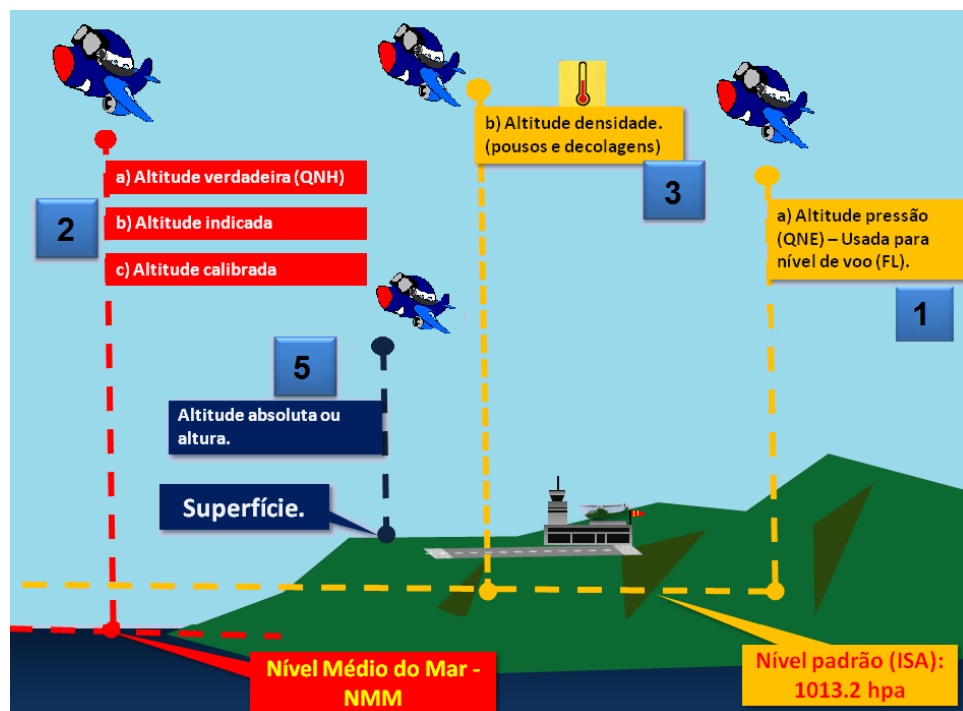 a) Altitude verdadeira (QNH)
2
b) Altitude indicada
c) Altitude calibrada
b) Altitude densidade.
(pousos e decolagens)
3
a) Altitude pressão
(QNE) – Usada para
nível de voo (FL).
1
5
Altitude absoluta ou
altura.
Superfície.
Nível Médio do Mar -
NMM
Nível padrão (ISA):
1013.2 hpa